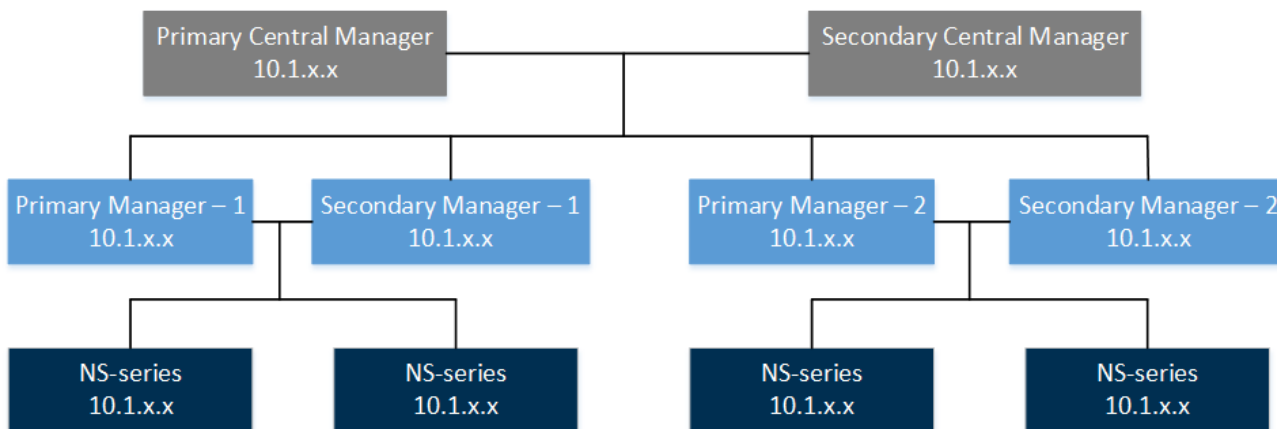 Primary Central Manager
10.1.x.x
Secondary Central Manager
10.1.x.x
Primary Manager – 1
10.1.x.x
Secondary Manager – 1
10.1.x.x
Primary Manager – 2
10.1.x.x
Secondary Manager – 2
10.1.x.x
NS-series
10.1.x.x
NS-series
10.1.x.x
NS-series
10.1.x.x
NS-series
10.1.x.x